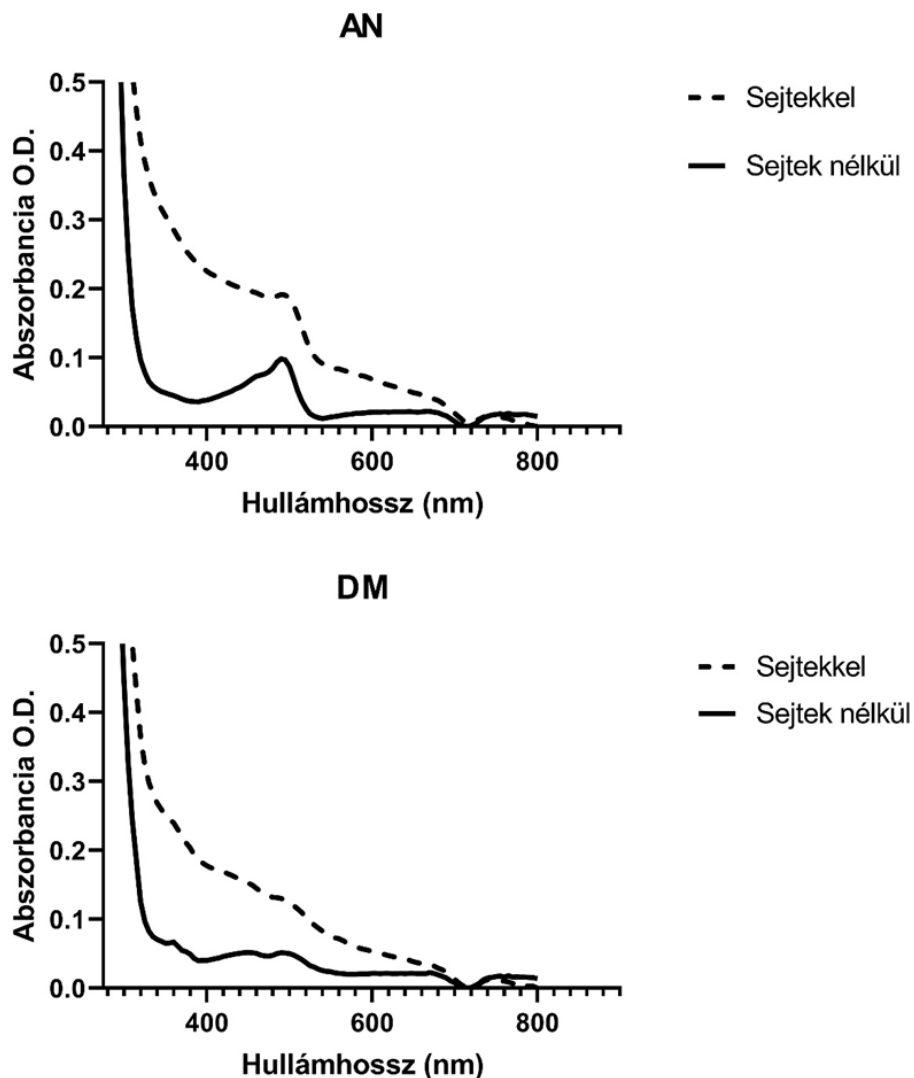 AN
Abszorbancia O.D.
0.5
0.4
0.3
0.2
0.1
0.0
400
600
800
Hullámhossz (nm)
Sejtekkel
Sejtek nélkül
DM
Abszorbancia O.D.
0.5
0.4
0.3
0.2
0.1
0.0
400
600
800
Hullámhossz (nm)
Sejtekkel
Sejtek nélkül